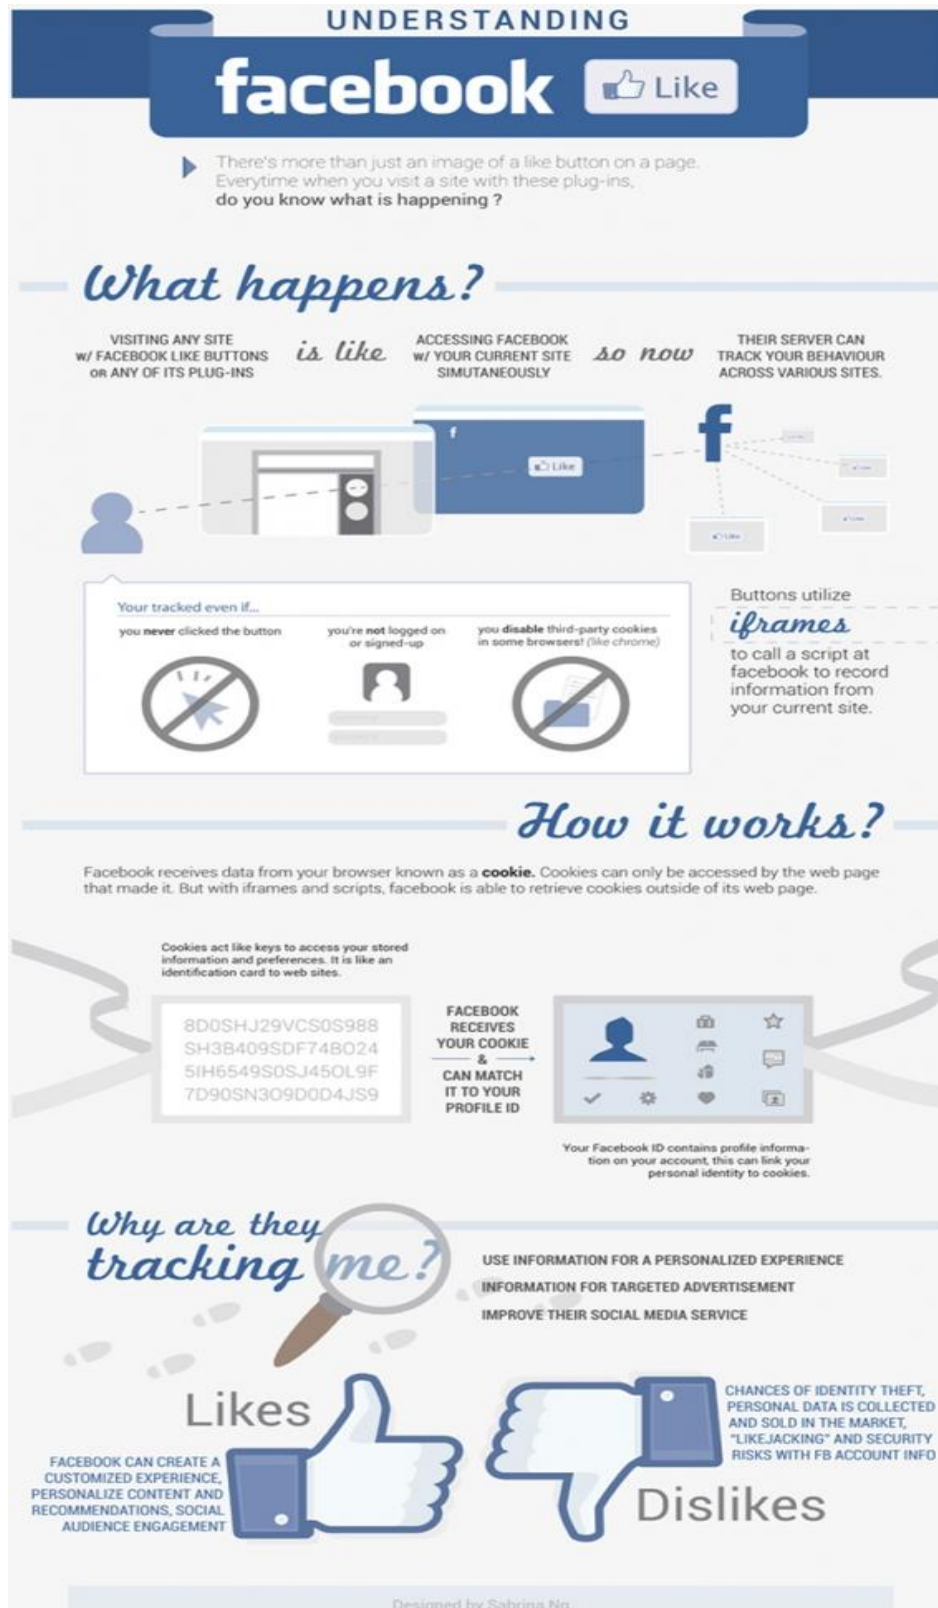 UNDERSTANDING
facebook Like
There's more than just an image of a like button on a page.
Everytime when you visit a site with these plug-ins,
do you know what is happening ?
What happens?
VISITING ANY SITE
W/ FACEBOOK LIKE BUTTONS
OR ANY OF ITS PLUG-INS
is like
ACCESSING FACEBOOK
W/ YOUR CURRENT SITE
SIMUTANEOUSLY
so now
THEIR SERVER CAN
TRACK YOUR BEHAVIOUR
ACROSS VARIOUS SITES.
f
Like
f
Like
Your tracked even if...
you never clicked the button
you're not logged on
or signed-up
you disable third-party cookies
in some browsers! (like chrome)
Buttons utilize
iframes
to call a script at
facebook to record
information from
your current site.
How it works?
Facebook receives data from your browser known as a cookie. Cookies can only be accessed by the web page
that made it. But with iframes and scripts, facebook is able to retrieve cookies outside of its web page.
Cookies act like keys to access your stored
information and preferences. It is like an
identification card to web sites.
8D0SHJ29VCS0S988
SH3B409SDF74BO24
5IH6549S0SJ45OL9F
7D90SN3O9D0D4JS9
FACEBOOK
RECEIVES
YOUR COOKIE
&
CAN MATCH
IT TO YOUR
PROFILE ID
Your Facebook ID contains profile informa-
tion on your account, this can link your
personal identity to cookies.
Why are they
tracking me?
USE INFORMATION FOR A PERSONALIZED EXPERIENCE
INFORMATION FOR TARGETED ADVERTISEMENT
IMPROVE THEIR SOCIAL MEDIA SERVICE
Likes
FACEBOOK CAN CREATE A
CUSTOMIZED EXPERIENCE,
PERSONALIZE CONTENT AND
RECOMMENDATIONS, SOCIAL
AUDIENCE ENGAGEMENT
CHANCES OF IDENTITY THEFT,
PERSONAL DATA IS COLLECTED
AND SOLD IN THE MARKET,
"LIKEJACKING" AND SECURITY
RISKS WITH FB ACCOUNT INFO
Dislikes
Designed by Sabrina Ng